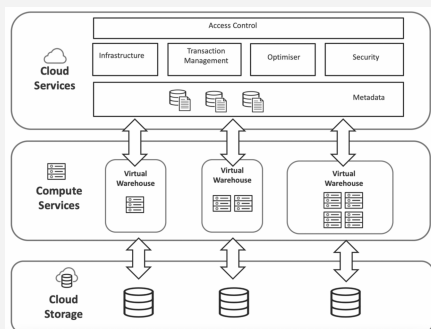 Access Control
Cloud
Services
Infrastructure
Transaction
Management
Optimiser
Security
Metadata
Compute
Services
Virtual
Warehouse
Virtual
Warehouse
Virtual
Warehouse
Cloud
Storage